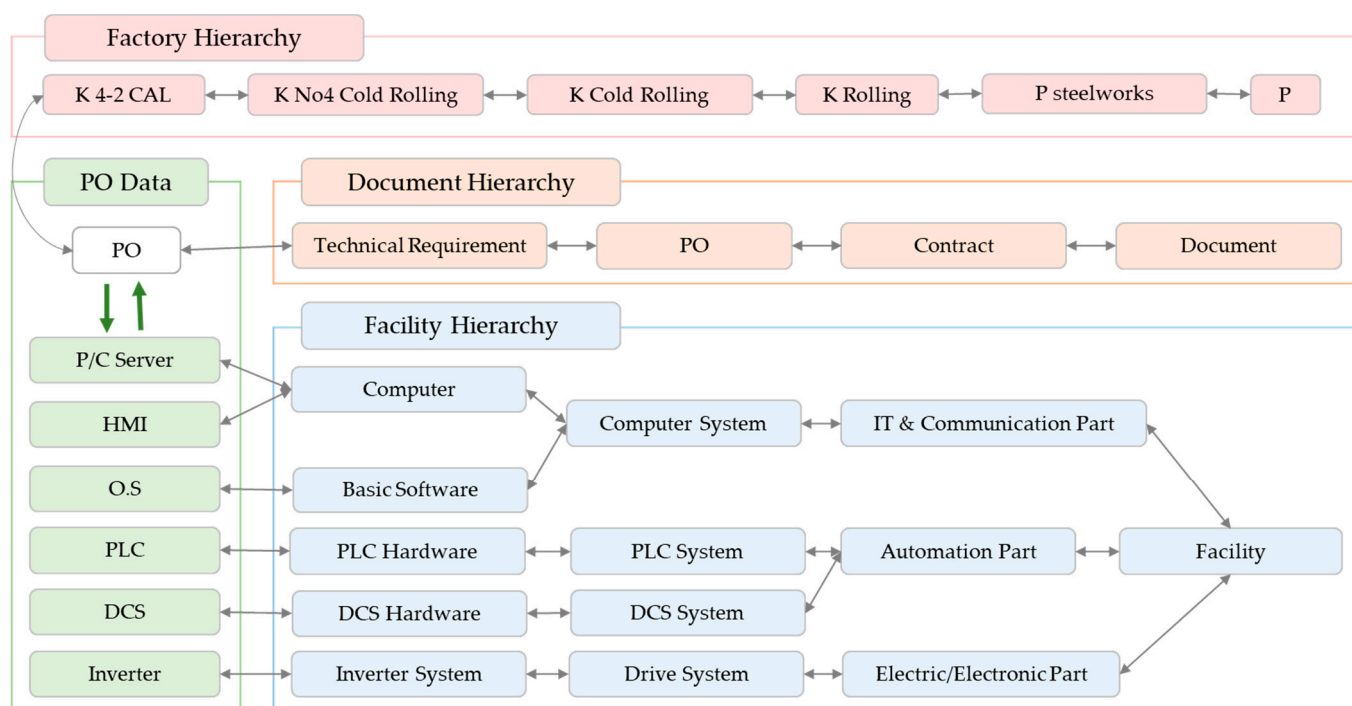 Factory Hierarchy
K 4-2 CAL
K No4 Cold Rolling
K Cold Rolling
K Rolling
P steelworks
P
PO Data
PO
P/C Server
HMI
O.S
PLC
DCS
Inverter
Document Hierarchy
Technical Requirement
PO
Contract
Document
Facility Hierarchy
Computer
Basic Software
Computer System
IT & Communication Part
PLC Hardware
PLC System
Automation Part
Facility
DCS Hardware
DCS System
Inverter System
Drive System
Electric/Electronic Part